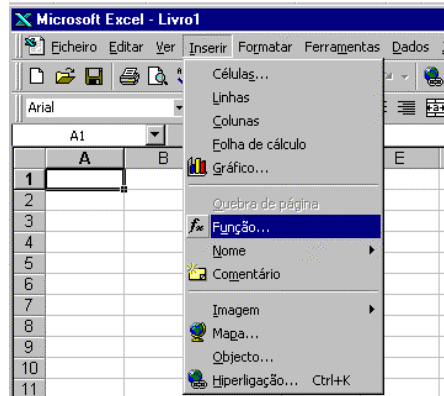 Microsoft Excel - Livro1
Ficheiro Editar Ver Inserir Formatar Ferramentas Dados
Arial
A1
Células...
Linhas
Colunas
Folha de cálculo
Gráfico...
Quebra de página
fx Função...
Nome
Comentário
Imagem
Mapa...
Objecto...
Hiperligação... Ctrl+K
A B E
1
2
3
4
5
6
7
8
9
10
11